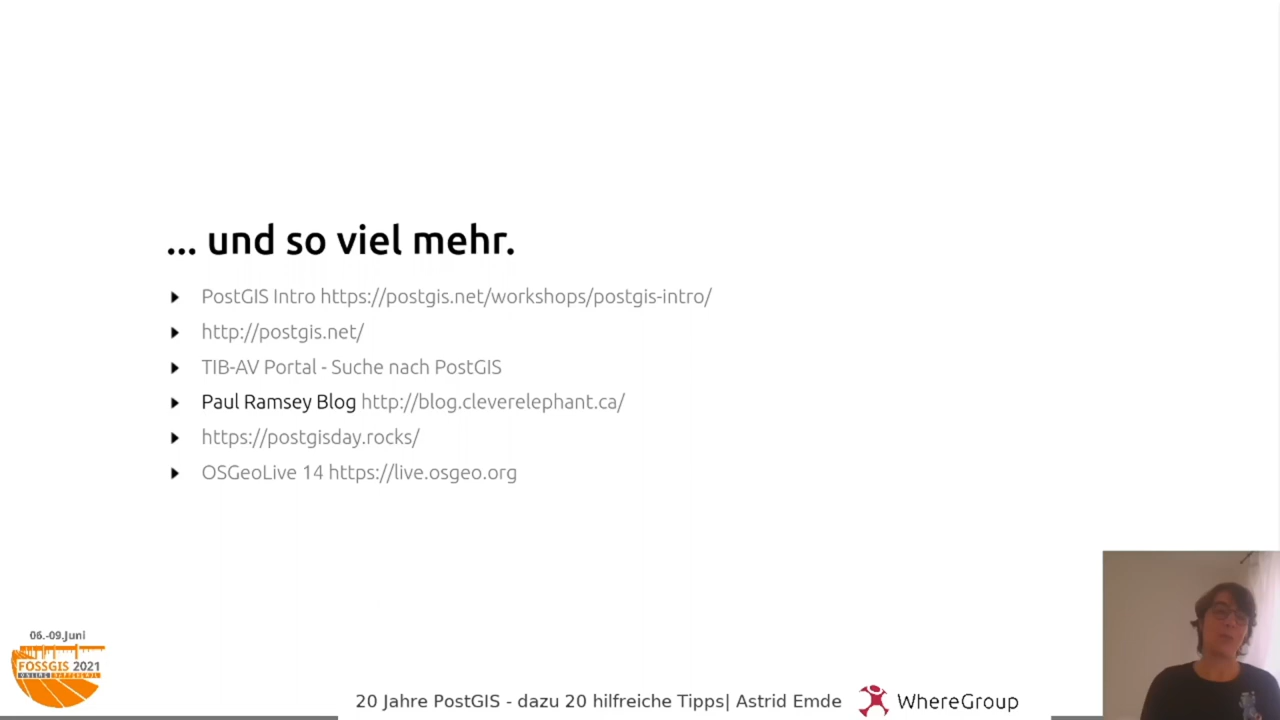 ... und so viel mehr.
PostGIS Intro https://postgis.net/workshops/postgis-intro/
http://postgis.net/
TIB-AV Portal - Suche nach PostGIS
Paul Ramsey Blog http://blog.cleverelephant.ca/
https://postgisday.rocks/
OSGeoLive 14 https://live.osgeo.org
06.-09.Juni
FOSSGIS 2021
20 Jahre PostGIS - dazu 20 hilfreiche Tipps| Astrid Emde
WhereGroup